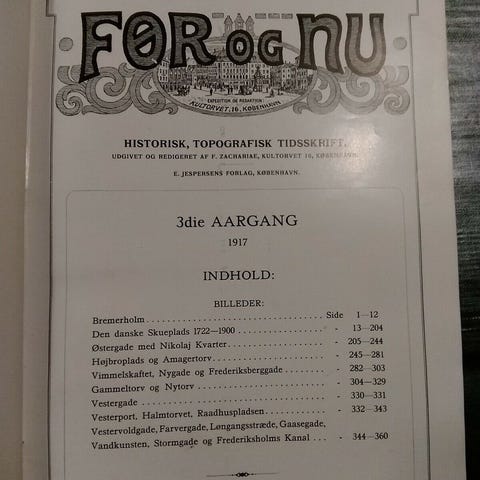 FØR OG NU
EXPEDITION OG REDAKTION:
KULTORVET. 16. KØBENHAVN
HISTORISK, TOPOGRAFISK TIDSSKRIFT.
UDGIVET OG REDIGERET AF F. ZACHARIAE, KULTORVET 16, KØBENHAVN.
E. JESPERSENS FORLAG, KØBENHAVN.
3die AARGANG
1917
INDHOLD:
BILLEDER:
Bremerholm . . . . . . . . . . . . . . . . . . . . . . . . . Side 1—12
Den danske Skueplads 1722—1900 . . . . . . . . . . . . . - 13—204
Østergade med Nikolaj Kvarter . . . . . . . . . . . . . . . - 205—244
Højbroplads og Amagertorv . . . . . . . . . . . . . . . . . - 245—281
Vimmelskaftet, Nygade og Frederiksberggade . . . . . . . - 282—303
Gammeltorv og Nytorv . . . . . . . . . . . . . . . . . . . - 304—329
Vestergade . . . . . . . . . . . . . . . . . . . . . . . . . - 330—331
Vesterport, Halmtorvet, Raadhuspladsen . . . . . . . . . . - 332—343
Vestervoldgade, Farvergade, Løngangsstræde, Gaasegade,
Vandkunsten, Stormgade og Frederiksholms Kanal . . . - 344—360